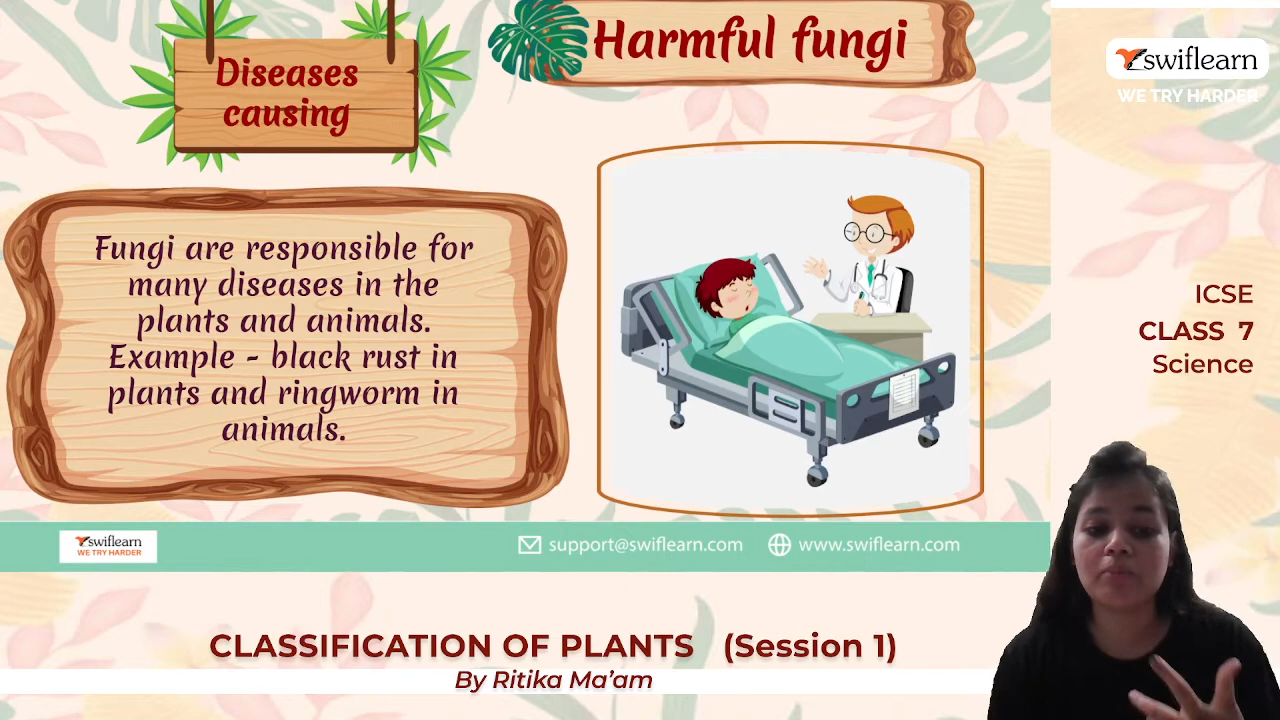 Diseases
causing
Harmful fungi
swiflearn
WE TRY HARDER
Fungi are responsible for
many diseases in the
plants and animals.
Example - black rust in
plants and ringworm in
animals.
ICSE
CLASS 7
Science
swiflearn
WE TRY HARDER
support@swiflearn.com
www.swiflearn.com
CLASSIFICATION OF PLANTS (Session 1)
By Ritika Ma'am